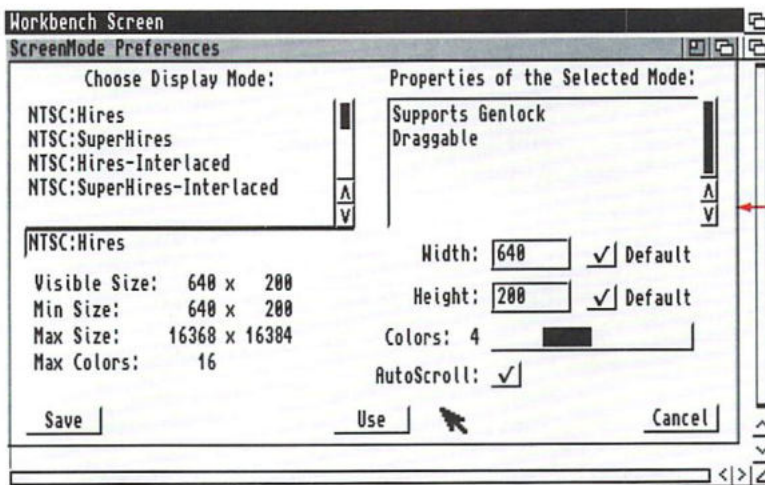 Workbench Screen
ScreenMode Preferences
Choose Display Mode:
NTSC:Hires
NTSC:SuperHires
NTSC:Hires-Interlaced
NTSC:SuperHires-Interlaced
NTSC:Hires
Visible Size: 640 x 200
Min Size: 640 x 200
Max Size: 16368 x 16384
Max Colors: 16
Properties of the Selected Mode:
Supports Genlock
Draggable
Width: 640 Default
Height: 200 Default
Colors: 4
AutoScroll:
Save
Use
Cancel